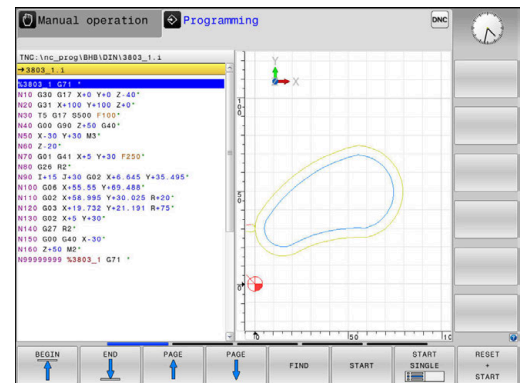 Manual operation
Programming
DNC
TNC:\nc_prog\BHB\DIN\3803_1.i
→3803_1.i
%3803_1 G71 *
N10 G30 G17 X+0 Y+0 Z-40*
N20 G31 X+100 Y+100 Z+0*
N30 T5 G17 S500 F100*
N40 G00 G90 Z+50 G40*
N50 X-30 Y+30 M3*
N60 Z-20*
N70 G01 G41 X+5 Y+30 F250*
N80 G26 R2*
N90 I+15 J+30 G02 X+6.645 Y+35.495*
N100 G06 X+55.55 Y+69.488*
N110 G02 X+58.995 Y+30.025 R+20*
N120 G03 X+19.732 Y+21.191 R+75*
N130 G02 X+5 Y+30*
N140 G27 R2*
N150 G00 G40 X-30*
N160 Z+50 M2*
N99999999 %3803_1 G71 *
Y
X
100
50
0
0
50
BEGIN
END
PAGE
PAGE
FIND
START
START
SINGLE
RESET
+
START